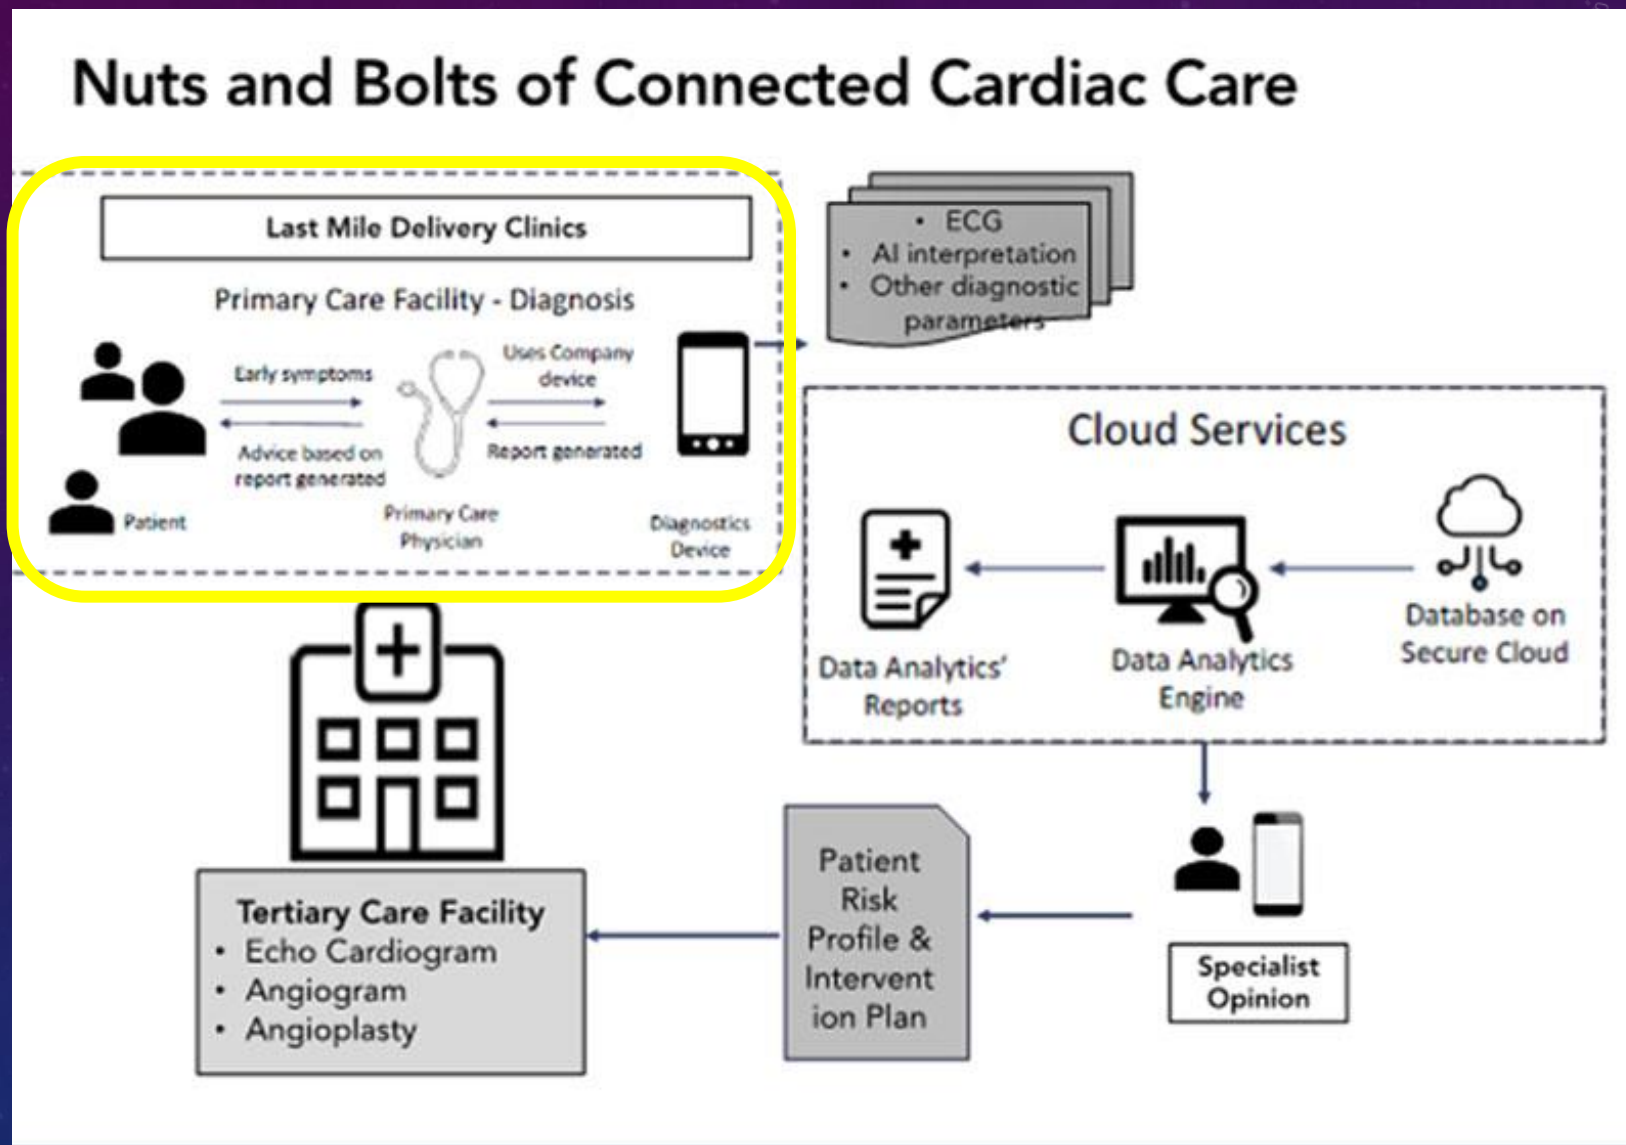 Nuts and Bolts of Connected Cardiac Care
Last Mile Delivery Clinics
Primary Care Facility - Diagnosis
Early symptoms
Advice based on
report generated
Uses Company
device
Report generated
Patient
Primary Care
Physician
Diagnostics
Device
• ECG
• AI interpretation
• Other diagnostic
parameters
Cloud Services
Data Analytics'
Reports
Data Analytics
Engine
Database on
Secure Cloud
Specialist
Opinion
Patient
Risk
Profile &
Intervent
ion Plan
Tertiary Care Facility
• Echo Cardiogram
• Angiogram
• Angioplasty